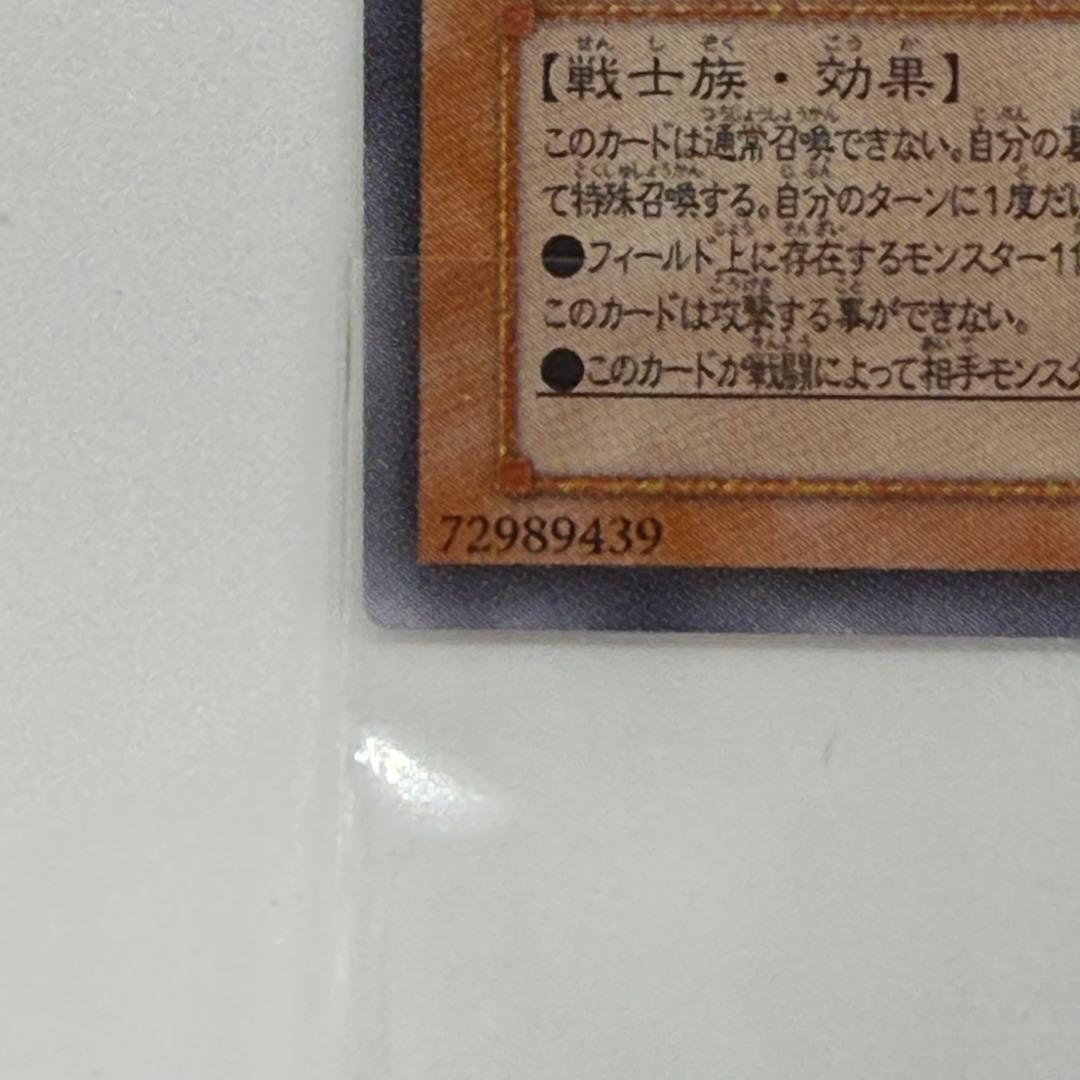 【戦士族・効果】
このカードは通常召喚できない。自分の墓
て特殊召喚する。自分のターンに1度だけ
●フィールド上に存在するモンスター1体
このカードは攻撃する事ができない。
●このカードが戦闘によって相手モンスタ
72989439